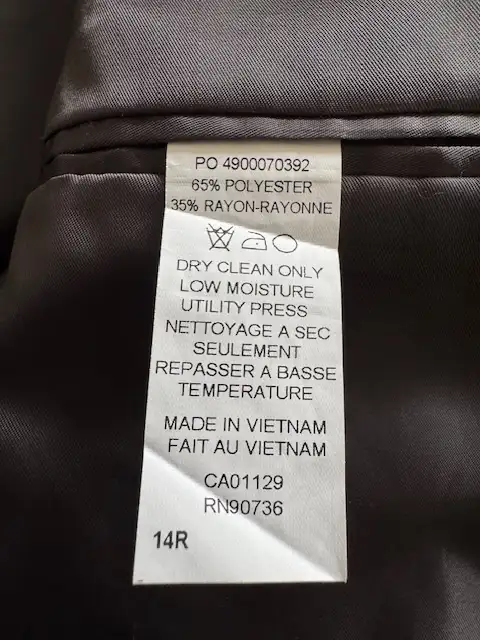 PO 4900070392
65% POLYESTER
35% RAYON-RAYONNE
DRY CLEAN ONLY
LOW MOISTURE
UTILITY PRESS
NETTOYAGE A SEC
SEULEMENT
REPASSER A BASSE
TEMPERATURE
MADE IN VIETNAM
FAIT AU VIETNAM
CA01129
RN90736
14R